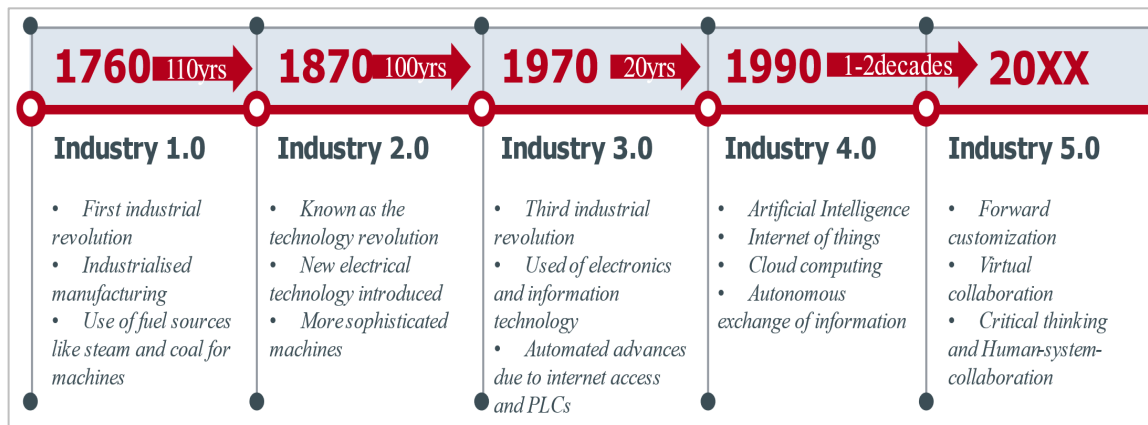 1760 110yrs 1870 100yrs 1970 20yrs 1990 1-2decades 20XX
Industry 1.0
• First industrial
revolution
• Industrialised
manufacturing
• Use of fuel sources
like steam and coal for
machines
Industry 2.0
• Known as the
technology revolution
• New electrical
technology introduced
• More sophisticated
machines
Industry 3.0
• Third industrial
revolution
• Used of electronics
and information
technology
• Automated advances
due to internet access
and PLCs
Industry 4.0
• Artificial Intelligence
• Internet of things
• Cloud computing
• Autonomous
exchange of information
Industry 5.0
• Forward
customization
• Virtual
collaboration
• Critical thinking
and Human-system-
collaboration